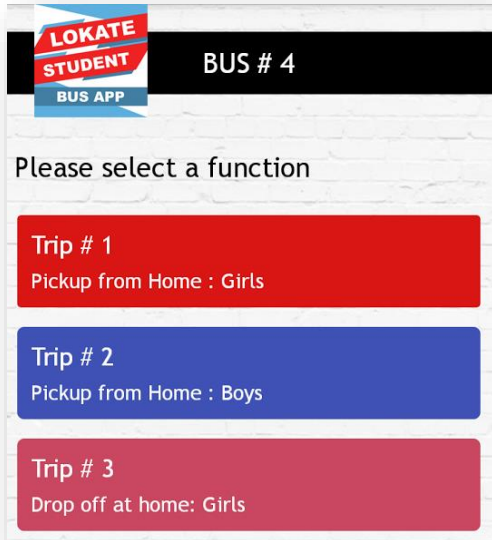 LOKATE
STUDENT
BUS APP
BUS # 4
Please select a function
Trip # 1
Pickup from Home : Girls
Trip # 2
Pickup from Home : Boys
Trip # 3
Drop off at home: Girls